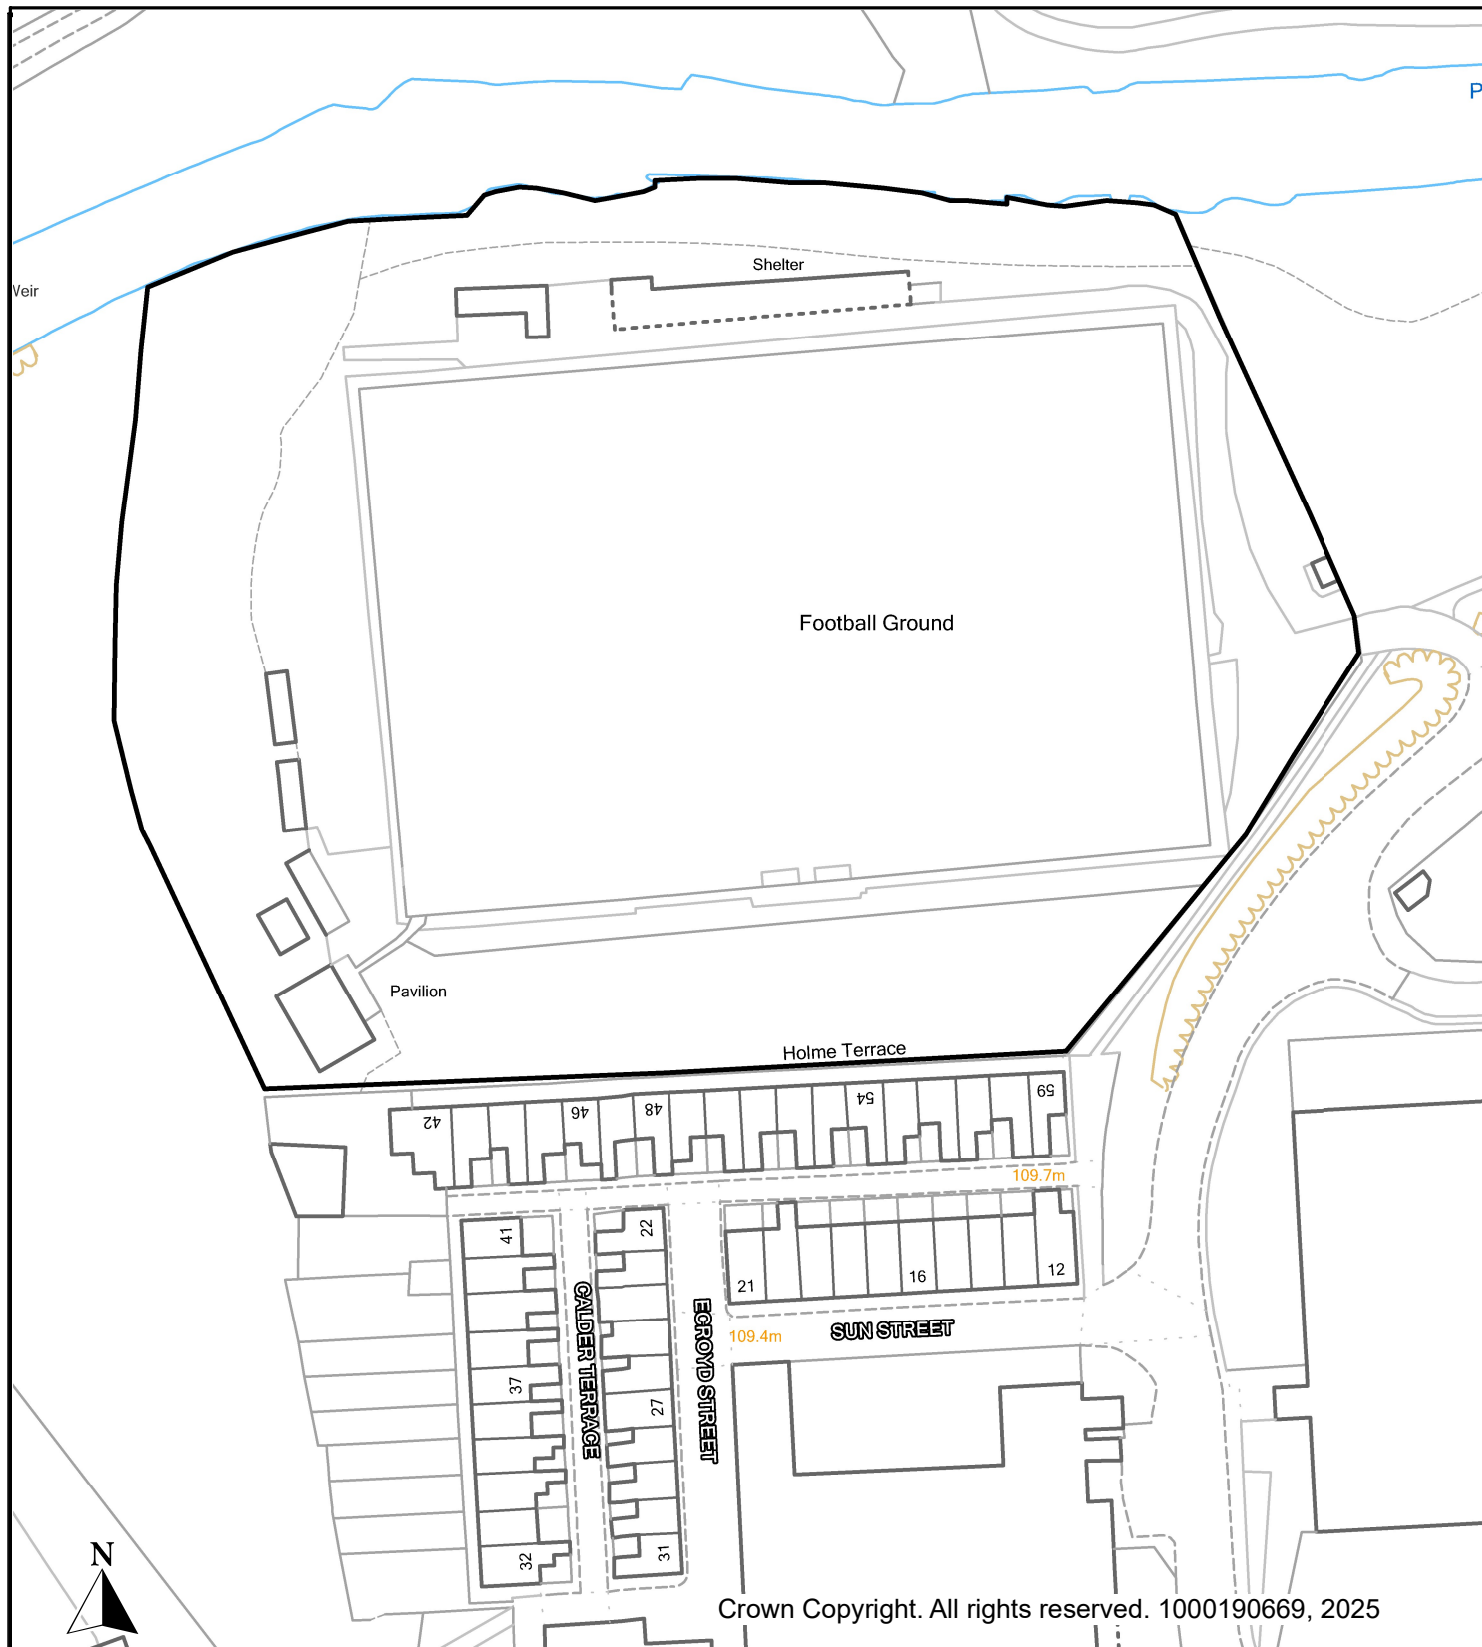 P
Shelter
Veir
Football Ground
Pavilion
Holme Terrace
42
46
48
54
59
109.7m
41
22
21
16
12
CALDER TERRACE
ECROYD STREET
109.4m
SUN STREET
37
27
32
31
N
Crown Copyright. All rights reserved. 1000190669, 2025